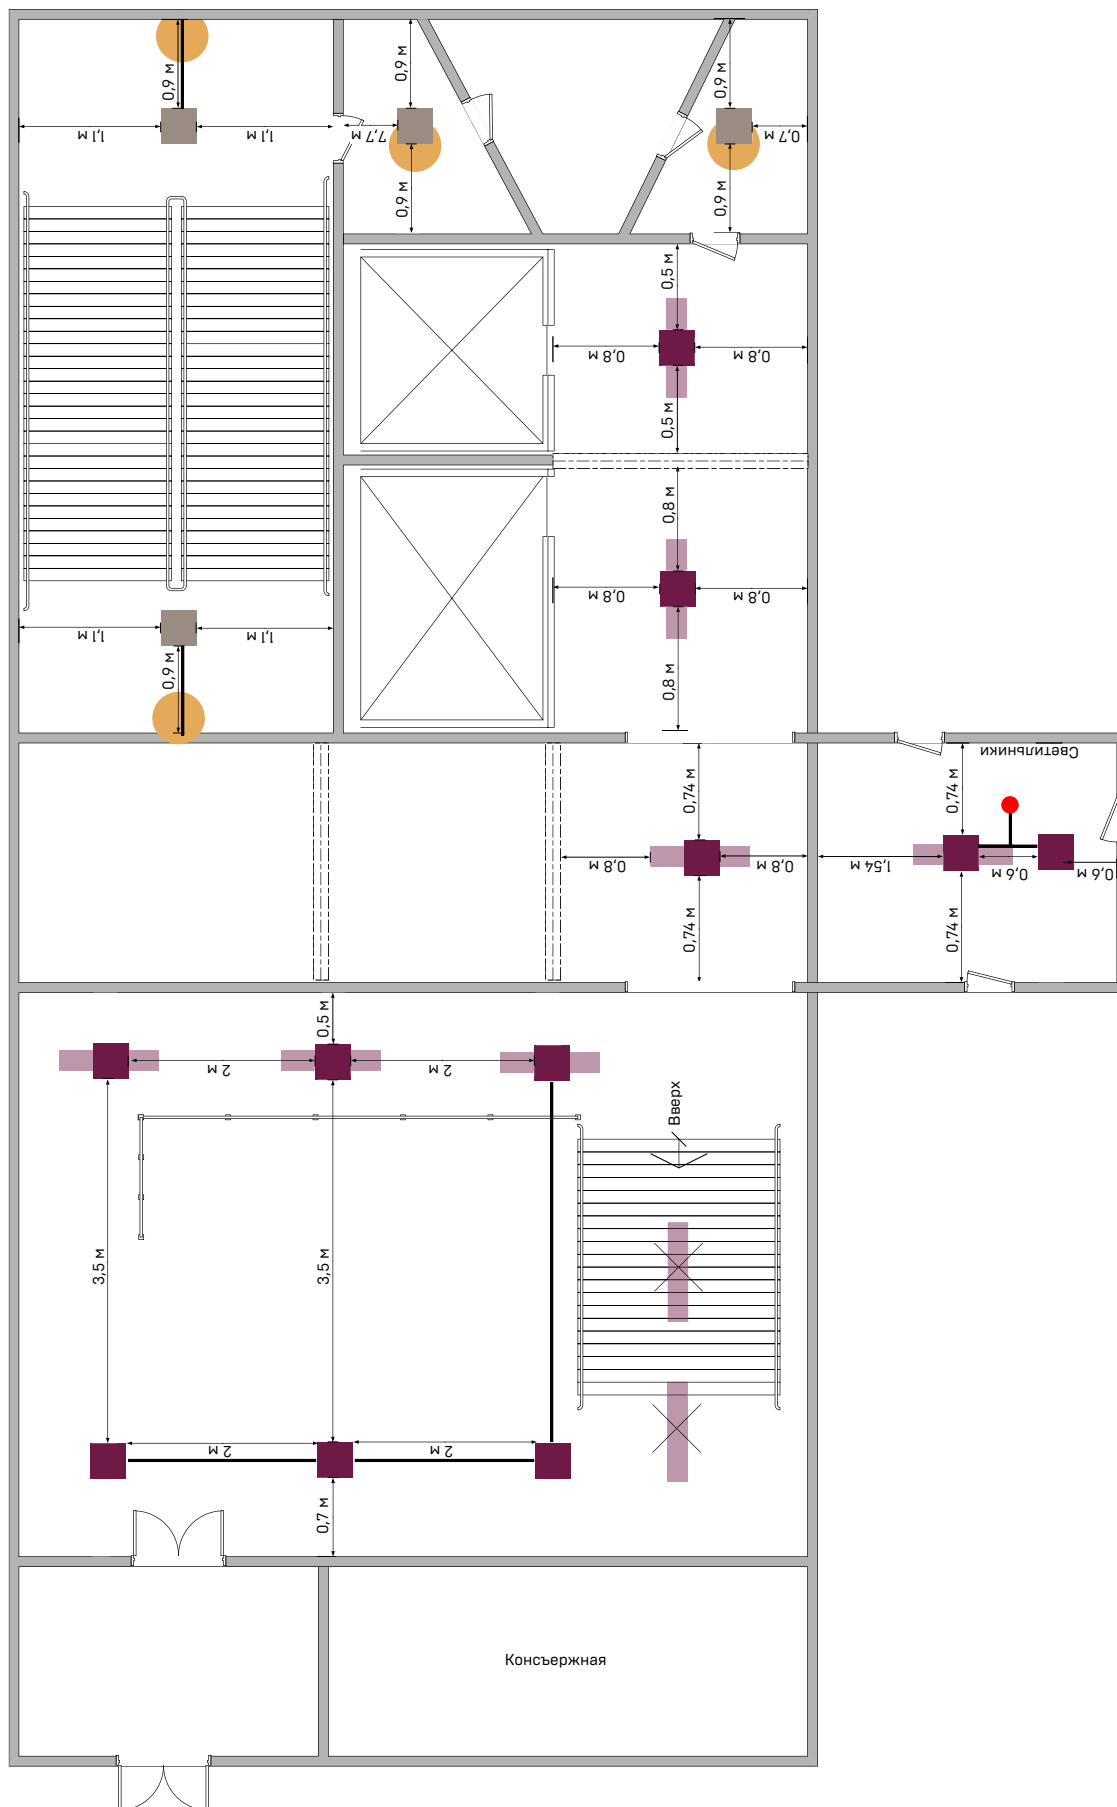 0,9 м
0,9 м
0,9 м
1,1 м
1,1 м
7,7 м
0,7 м
0,9 м
0,9 м
0,5 м
0,8 м
0,8 м
0,5 м
0,8 м
0,8 м
0,8 м
1,1 м
1,1 м
0,9 м
0,8 м
Светильники
0,74 м
0,74 м
0,8 м
0,8 м
1,54 м
0,6 м
0,6 м
0,74 м
0,74 м
0,5 м
2 м
2 м
Вверх
3,5 м
3,5 м
2 м
2 м
0,7 м
Консъержная